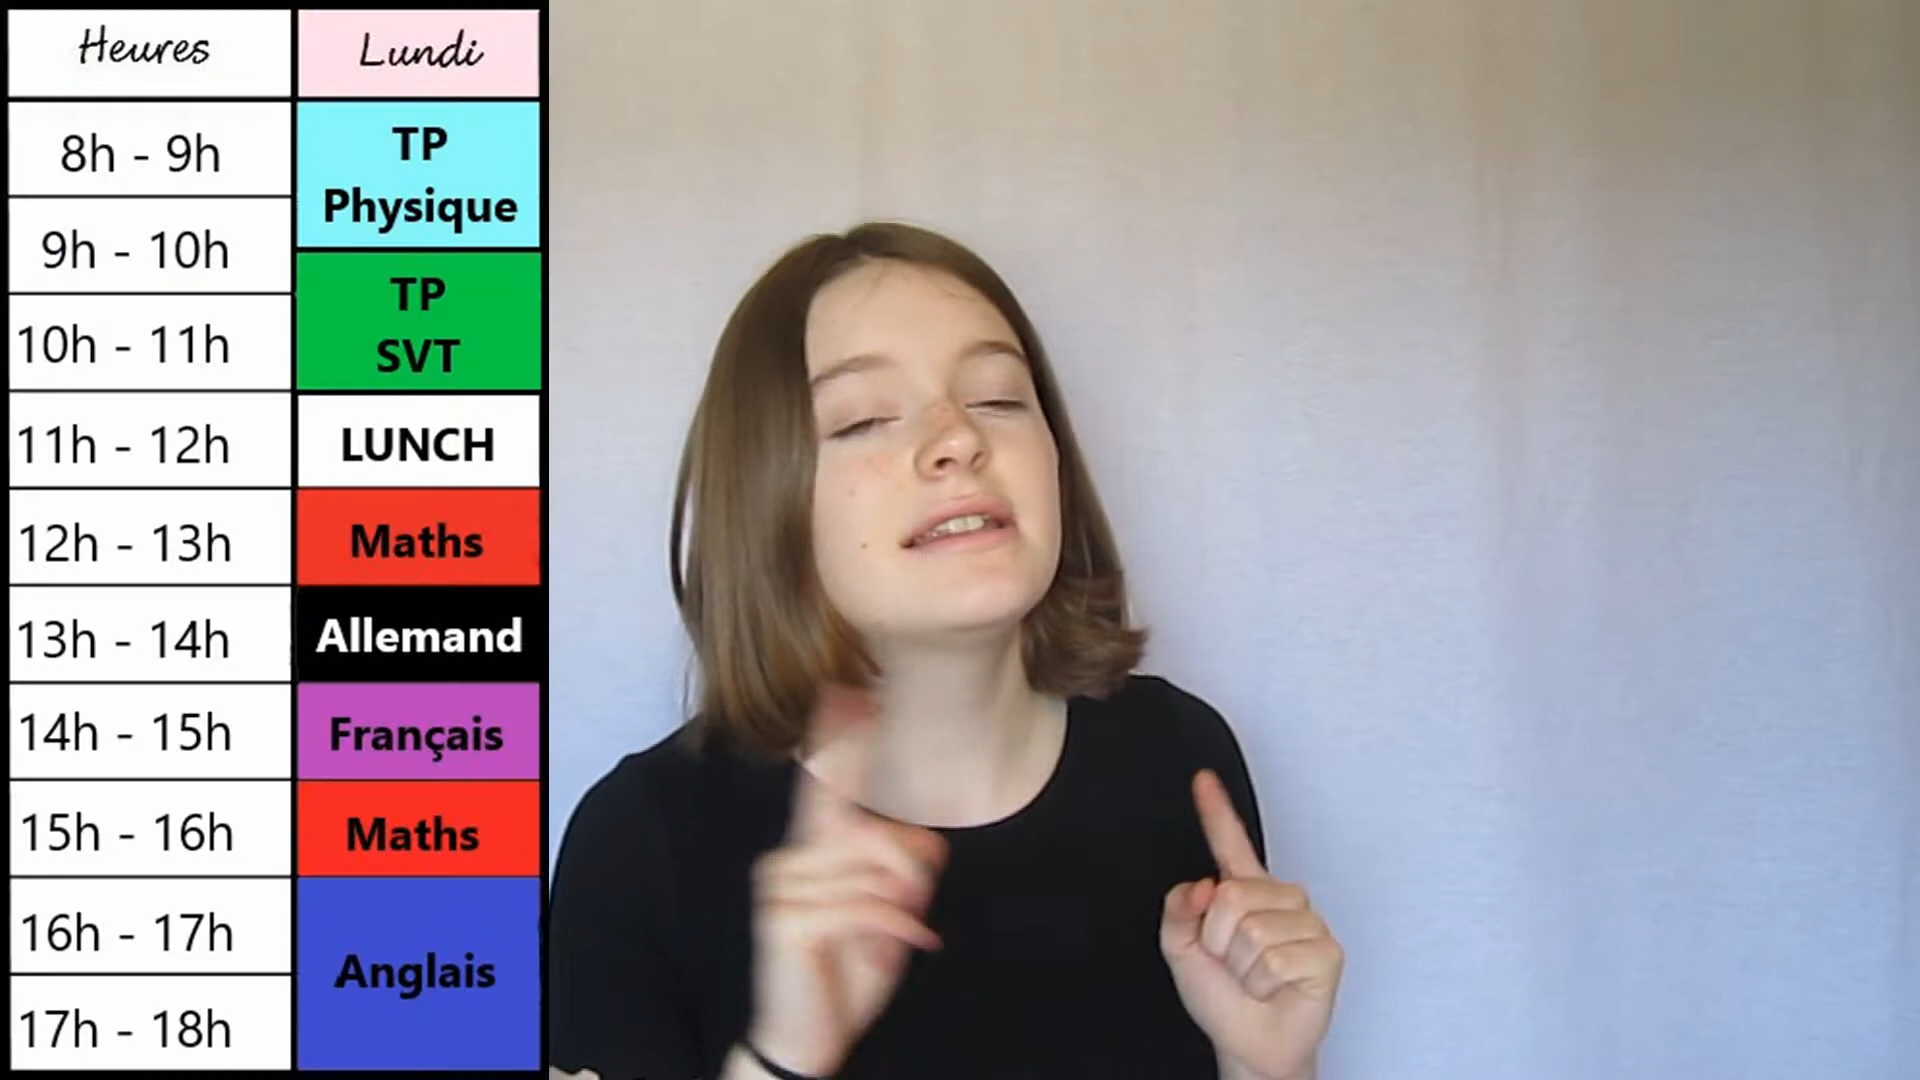 Heures Lundi
8h - 9h
TP
Physique
9h - 10h
TP
SVT
10h - 11h
11h - 12h LUNCH
12h - 13h Maths
13h - 14h Allemand
14h - 15h Français
15h - 16h Maths
16h - 17h
Anglais
17h - 18h